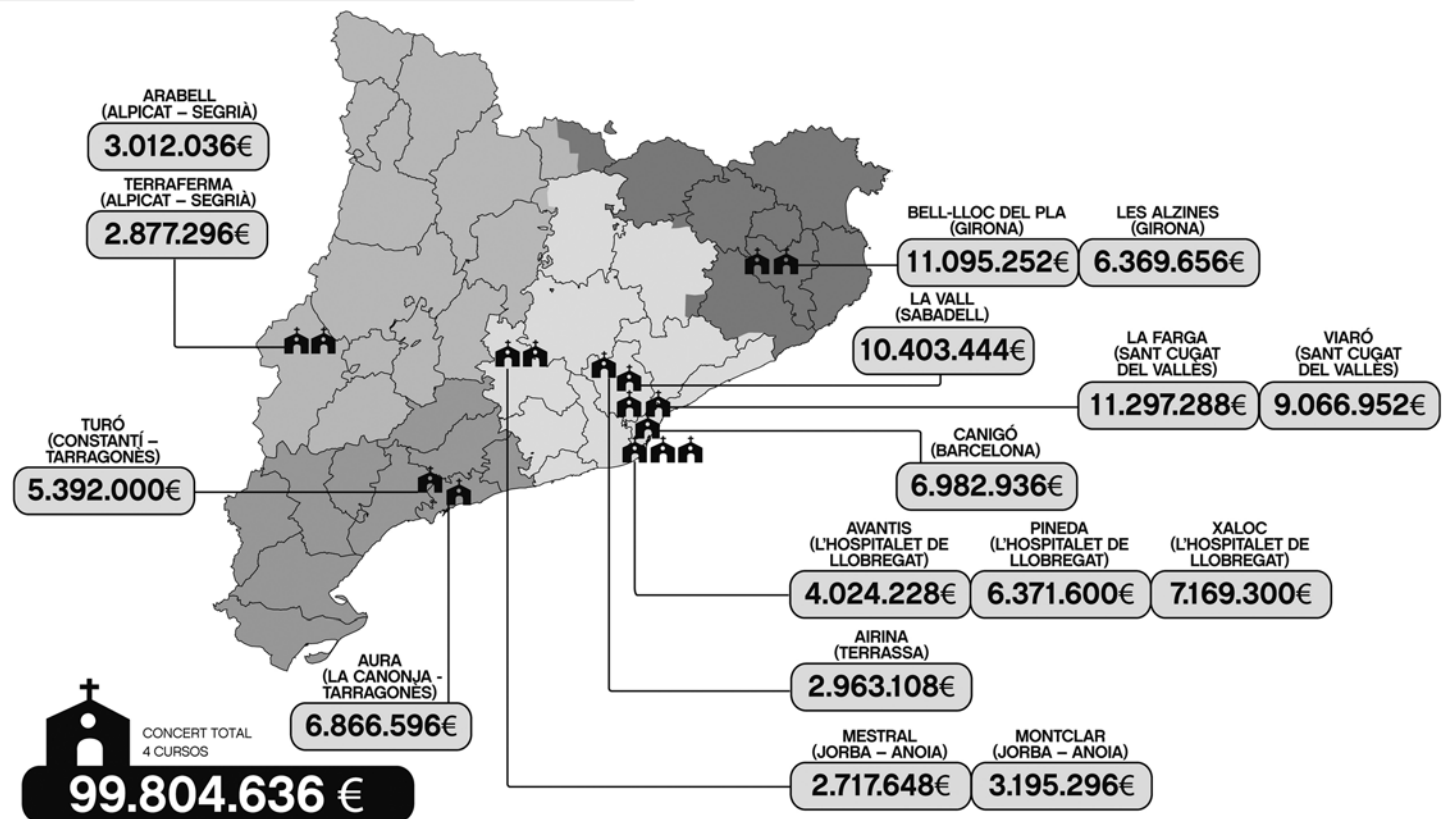 ARABELL
(ALPICAT – SEGRIÀ)
3.012.036€
TERRAFERMA
(ALPICAT – SEGRIÀ)
2.877.296€
BELL-LLOC DEL PLA
(GIRONA)
11.095.252€
LES ALZINES
(GIRONA)
6.369.656€
LA VALL
(SABADELL)
10.403.444€
LA FARGA
(SANT CUGAT
DEL VALLÈS)
11.297.288€
VIARÓ
(SANT CUGAT
DEL VALLÈS)
9.066.952€
TURÓ
(CONSTANTÍ –
TARRAGONÈS)
5.392.000€
CANIGÓ
(BARCELONA)
6.982.936€
AVANTIS
(L'HOSPITALET DE
LLOBREGAT)
4.024.228€
PINEDA
(L'HOSPITALET DE
LLOBREGAT)
6.371.600€
XALOC
(L'HOSPITALET DE
LLOBREGAT)
7.169.300€
AIRINA
(TERRASSA)
2.963.108€
AURA
(LA CANONJA -
TARRAGONÈS)
6.866.596€
MESTRAL
(JORBA – ANOIA)
2.717.648€
MONTCLAR
(JORBA – ANOIA)
3.195.296€
CONCERT TOTAL
4 CURSOS
99.804.636 €